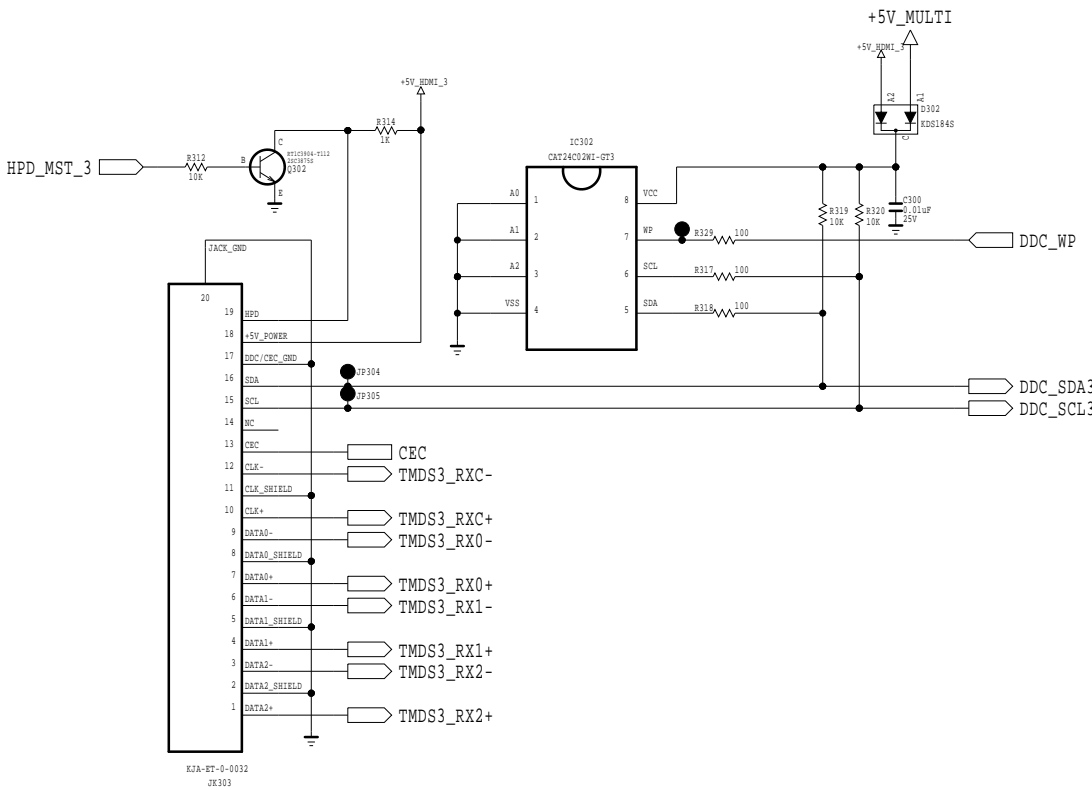 +5V_MULTI
+5V_HDMI_3
A2
A1
D302
KDS184S
C
+5V_HDMI_3
R314
1K
HPD_MST_3
R312
10K
B
C
E
RT1C3904-T112
2SC3875S
Q302
IC302
CAT24C02WI-GT3
A0
1
8
VCC
A1
2
7
WP
A2
3
6
SCL
VSS
4
5
SDA
R329
100
R317
100
R318
100
R319
10K
R320
10K
C300
0.01uF
25V
DDC_WP
DDC_SDA3
DDC_SCL3
JACK_GND
20
19
HPD
18
+5V_POWER
17
DDC/CEC_GND
16
SDA
JP304
15
SCL
JP305
14
NC
13
CEC
CEC
12
CLK-
TMDS3_RXC-
11
CLK_SHIELD
10
CLK+
TMDS3_RXC+
9
DATA0-
TMDS3_RX0-
8
DATA0_SHIELD
7
DATA0+
TMDS3_RX0+
6
DATA1-
TMDS3_RX1-
5
DATA1_SHIELD
4
DATA1+
TMDS3_RX1+
3
DATA2-
TMDS3_RX2-
2
DATA2_SHIELD
1
DATA2+
TMDS3_RX2+
KJA-ET-0-0032
JK303